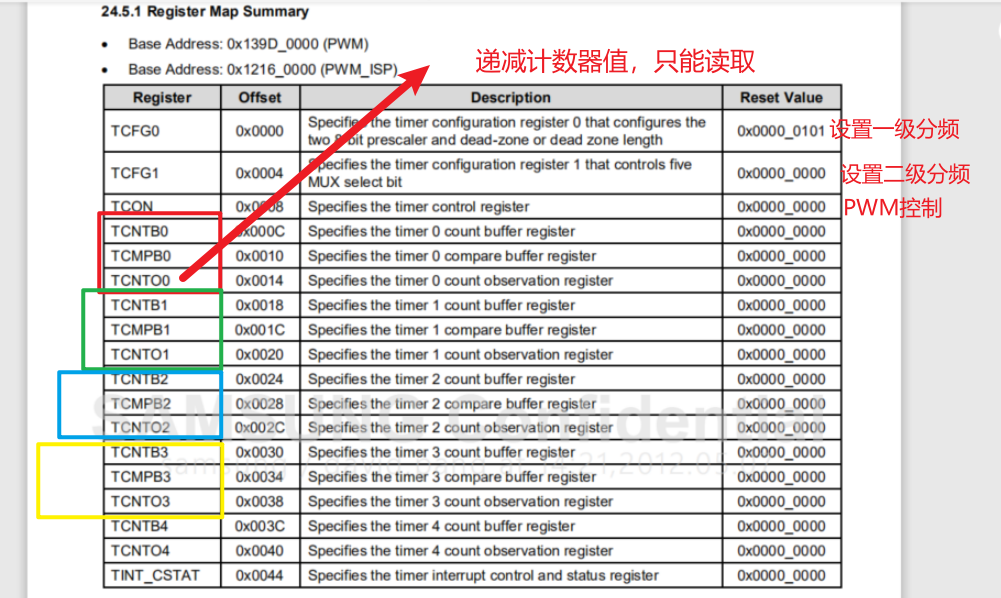 24.5.1 Register Map Summary
• Base Address: 0x139D_0000 (PWM)
• Base Address: 0x1216_0000 (PWM_ISP)
递减计数器值，只能读取
Register Offset Description Reset Value
TCFG0 0x0000 Specifies the timer configuration register 0 that configures the two 8-bit prescaler and dead-zone or dead zone length 0x0000_0101 设置一级分频
TCFG1 0x0004 Specifies the timer configuration register 1 that controls five MUX select bit 0x0000_0000 设置二级分频
TCON 0x0008 Specifies the timer control register 0x0000_0000 PWM控制
TCNTB0 0x000C Specifies the timer 0 count buffer register 0x0000_0000
TCMPB0 0x0010 Specifies the timer 0 compare buffer register 0x0000_0000
TCNTO0 0x0014 Specifies the timer 0 count observation register 0x0000_0000
TCNTB1 0x0018 Specifies the timer 1 count buffer register 0x0000_0000
TCMPB1 0x001C Specifies the timer 1 compare buffer register 0x0000_0000
TCNTO1 0x0020 Specifies the timer 1 count observation register 0x0000_0000
TCNTB2 0x0024 Specifies the timer 2 count buffer register 0x0000_0000
TCMPB2 0x0028 Specifies the timer 2 compare buffer register 0x0000_0000
SAMSUNG Confidential
TCNTO2 0x002C Specifies the timer 2 count observation register 0x0000_0000
TCNTB3 0x0030 Specifies the timer 3 count buffer register 0x0000_0000
TCMPB3 0x0034 Specifies the timer 3 compare buffer register 0x0000_0000
TCNTO3 0x0038 Specifies the timer 3 count observation register 0x0000_0000
TCNTB4 0x003C Specifies the timer 4 count buffer register 0x0000_0000
TCNTO4 0x0040 Specifies the timer 4 count observation register 0x0000_0000
TINT_CSTAT 0x0044 Specifies the timer interrupt control and status register 0x0000_0000